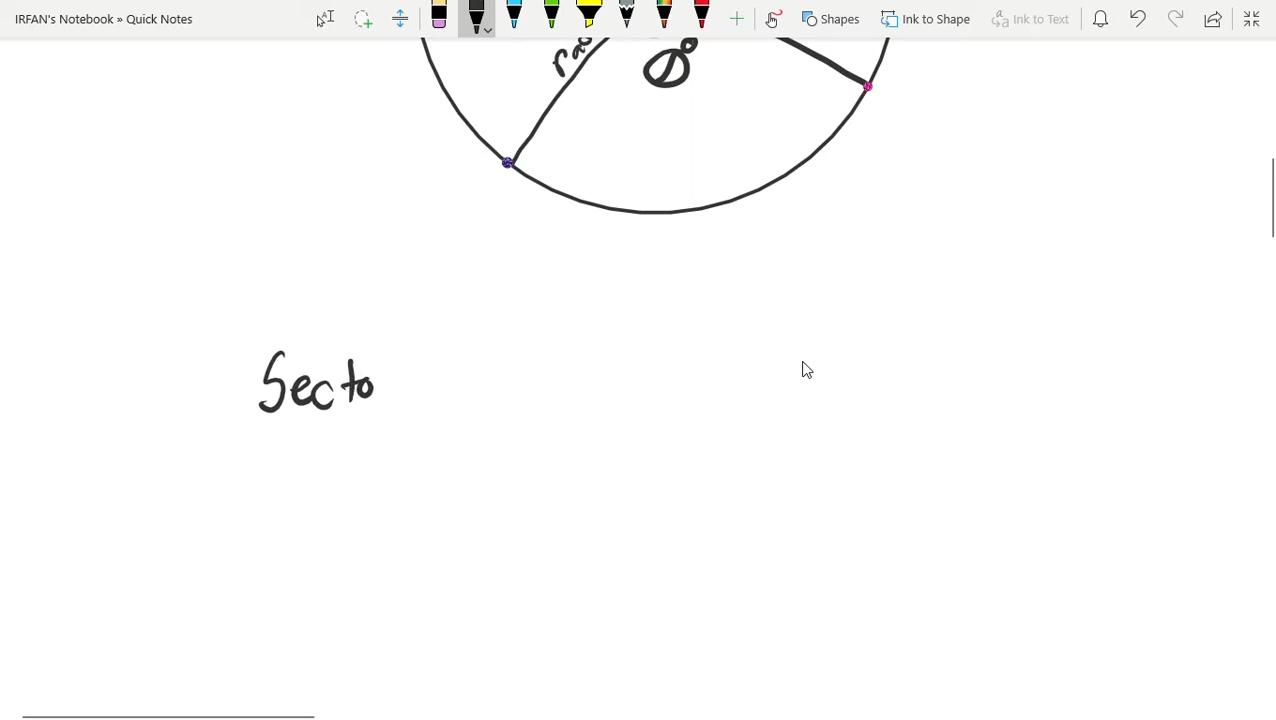 IRFAN's Notebook » Quick Notes
Shapes
Ink to Shape
Ink to Text
θ°
Secto